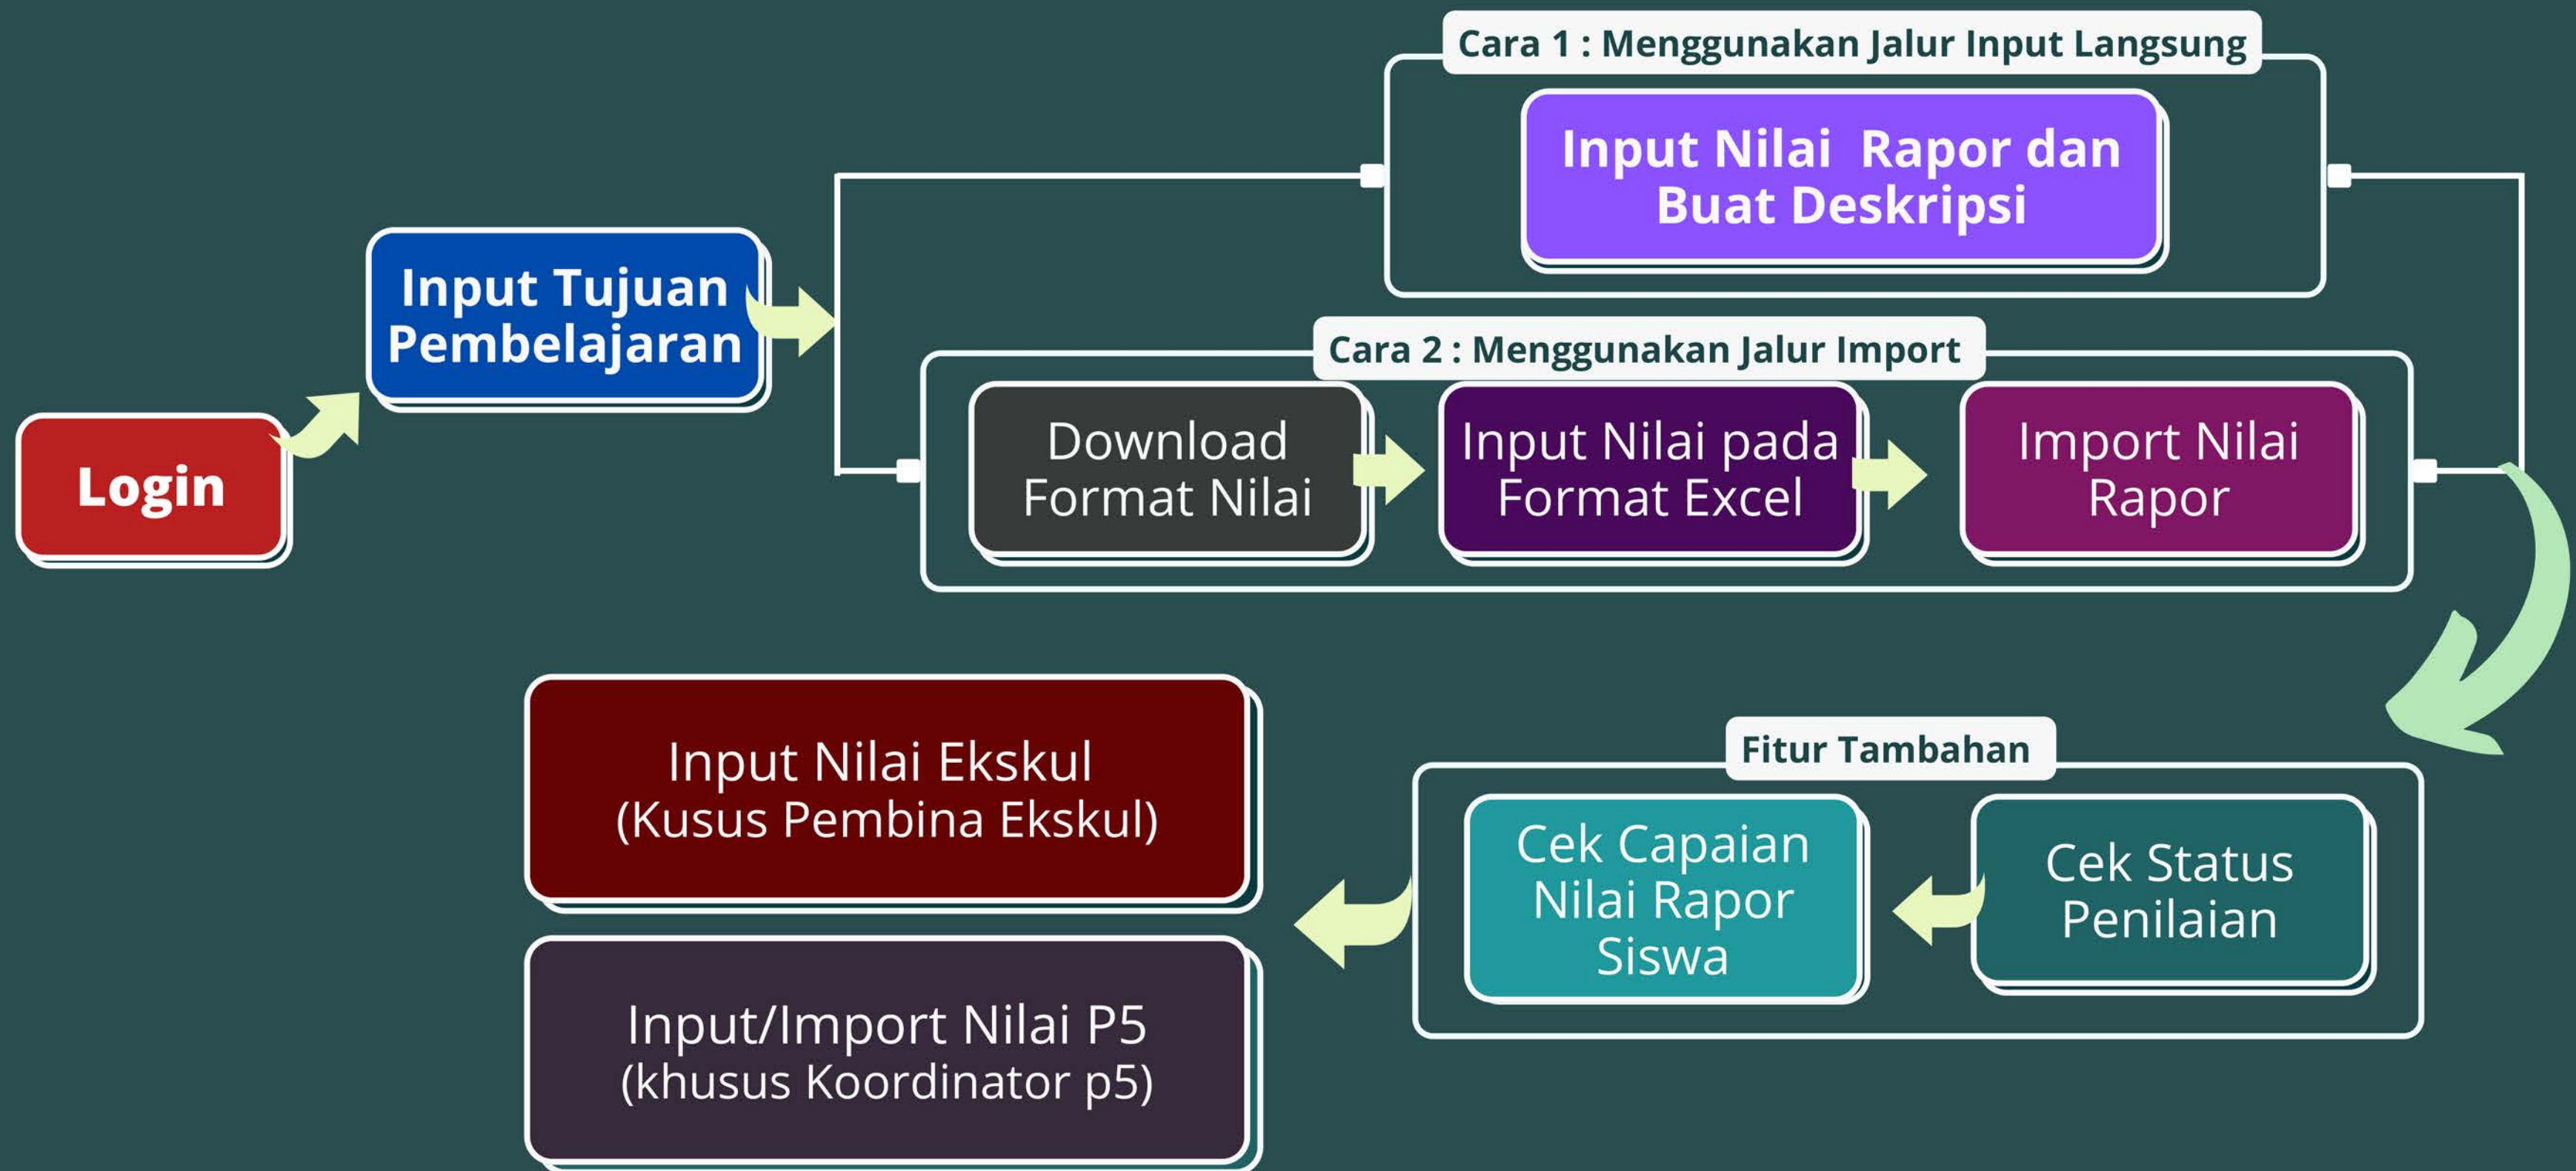 Login
Input Tujuan
Pembelajaran
Cara 1 : Menggunakan Jalur Input Langsung
Input Nilai  Rapor dan
Buat Deskripsi
Cara 2 : Menggunakan Jalur Import
Download
Format Nilai
Input Nilai pada
Format Excel
Import Nilai
Rapor
Fitur Tambahan
Cek Status
Penilaian
Cek Capaian
Nilai Rapor
Siswa
Input Nilai Ekskul
(Kusus Pembina Ekskul)
Input/Import Nilai P5
(khusus Koordinator p5)